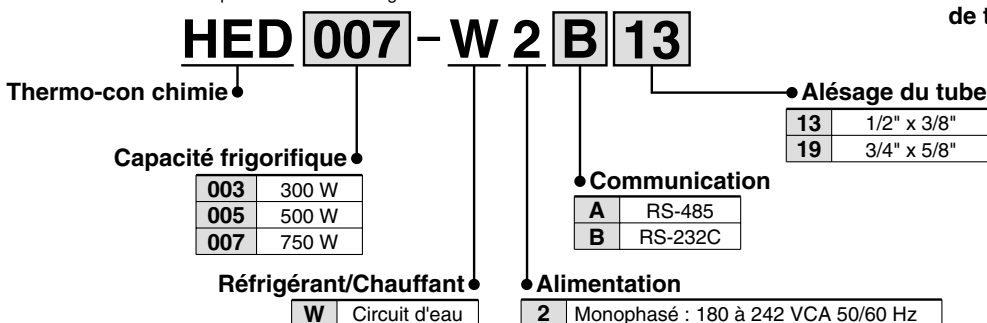 de t
HED 007 - W 2 B 13
Thermo-con chimie
Alésage du tube
13 1/2" x 3/8"
19 3/4" x 5/8"
Capacité frigorifique
003 300 W
005 500 W
007 750 W
Communication
A RS-485
B RS-232C
Réfrigérant/Chauffant
W Circuit d'eau
Alimentation
2 Monophasé : 180 à 242 VCA 50/60 Hz